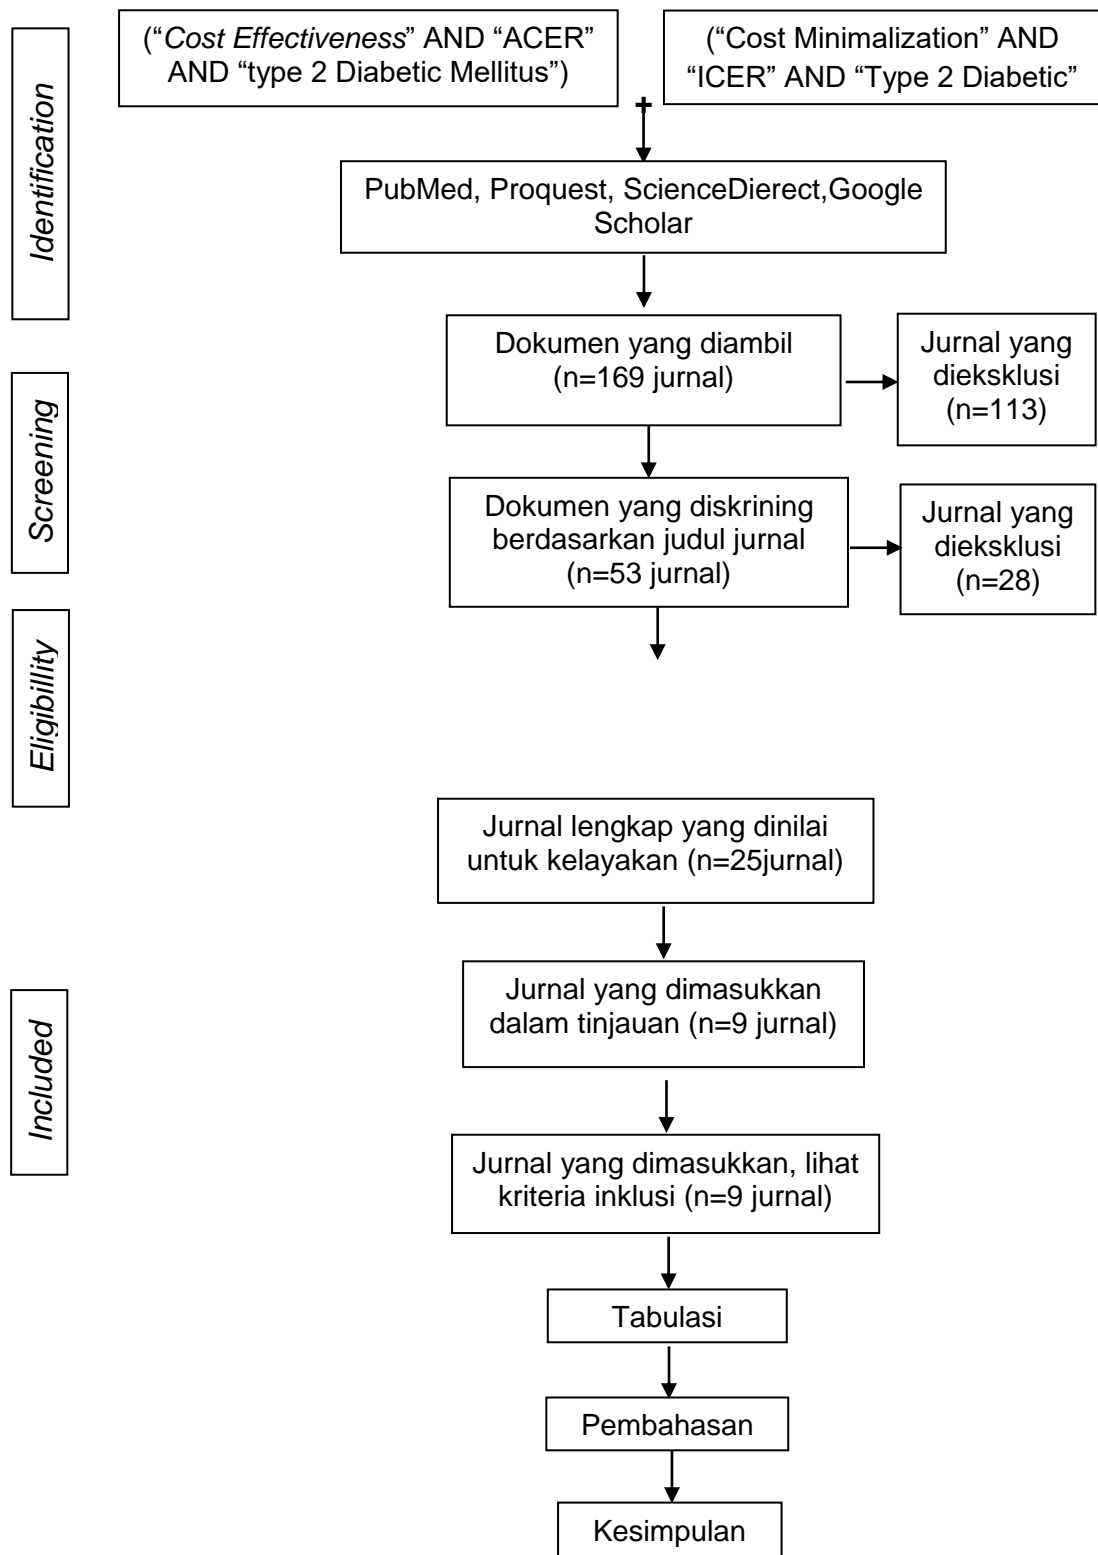 ("Cost Effectiveness" AND "ACER"
AND "type 2 Diabetic Mellitus")
("Cost Minimalization" AND
"ICER" AND "Type 2 Diabetic"
+
Identification
PubMed, Proquest, ScienceDierect,Google
Scholar
Dokumen yang diambil
(n=169 jurnal)
Jurnal yang
dieksklusi
(n=113)
Screening
Dokumen yang diskrining
berdasarkan judul jurnal
(n=53 jurnal)
Jurnal yang
dieksklusi
(n=28)
Eligibillity
Jurnal lengkap yang dinilai
untuk kelayakan (n=25jurnal)
Jurnal yang dimasukkan
dalam tinjauan (n=9 jurnal)
Included
Jurnal yang dimasukkan, lihat
kriteria inklusi (n=9 jurnal)
Tabulasi
Pembahasan
Kesimpulan